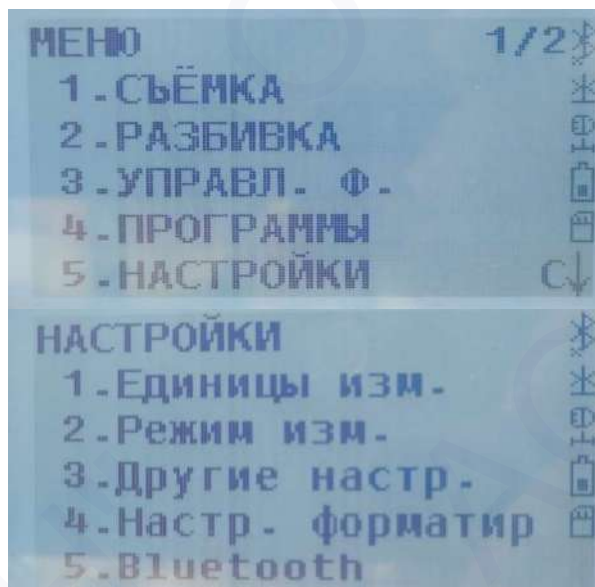 МЕНЮ 1/2
1.СЪЁМКА
2.РАЗБИВКА
3.УПРАВЛ. Ф.
4.ПРОГРАММЫ
5.НАСТРОЙКИ С↓
НАСТРОЙКИ
1.Единицы изм.
2.Режим изм.
3.Другие настр.
4.Настр. форматир
5.Bluetooth